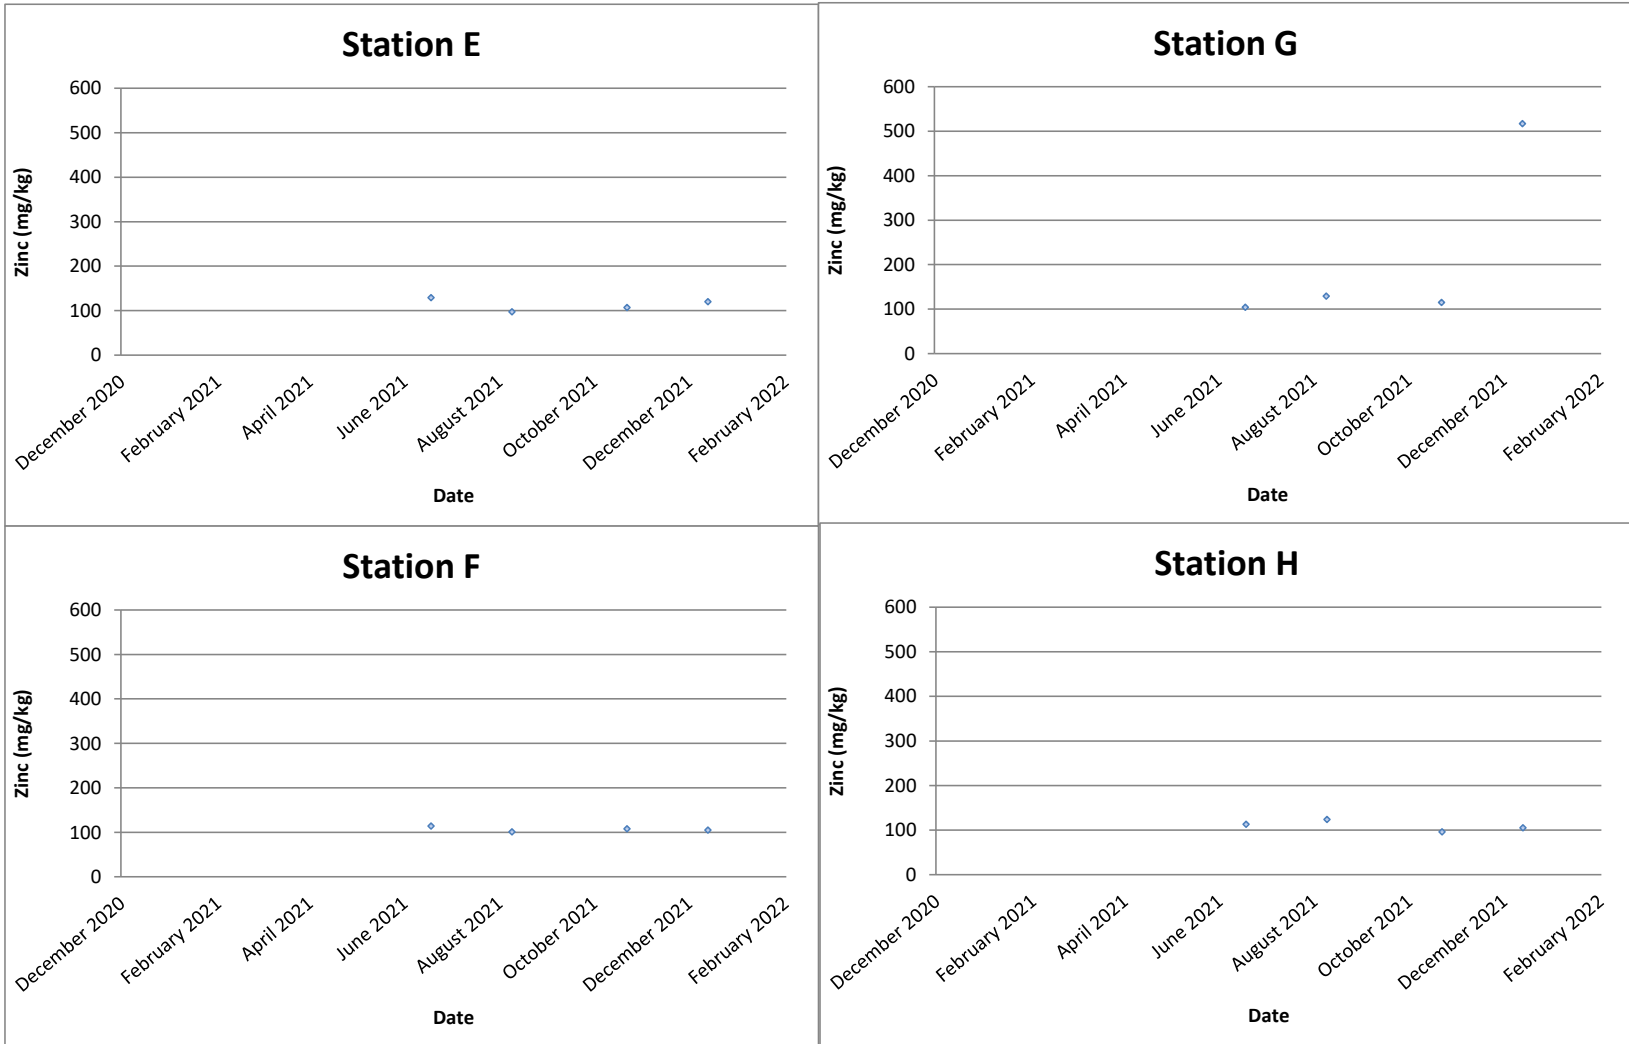 Station E
600
500
400
300
200
100
0
Zinc (mg/kg)
December 2020
February 2021
April 2021
June 2021
August 2021
October 2021
December 2021
February 2022
Date
Station G
600
500
400
300
200
100
0
Zinc (mg/kg)
December 2020
February 2021
April 2021
June 2021
August 2021
October 2021
December 2021
February 2022
Date
Station F
600
500
400
300
200
100
0
Zinc (mg/kg)
December 2020
February 2021
April 2021
June 2021
August 2021
October 2021
December 2021
February 2022
Date
Station H
600
500
400
300
200
100
0
Zinc (mg/kg)
December 2020
February 2021
April 2021
June 2021
August 2021
October 2021
December 2021
February 2022
Date